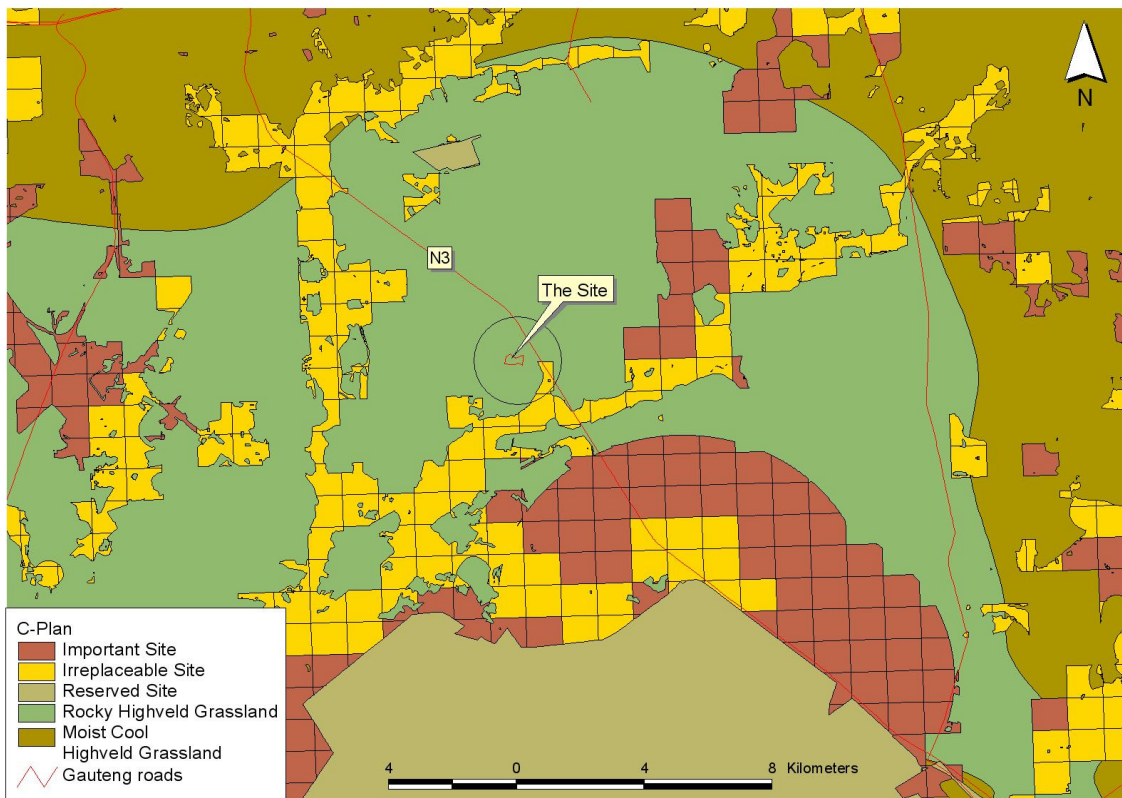 N
N3
The Site
C-Plan
Important Site
Irreplaceable Site
Reserved Site
Rocky Highveld Grassland
Moist Cool
Highveld Grassland
Gauteng roads
4 0 4 8 Kilometers